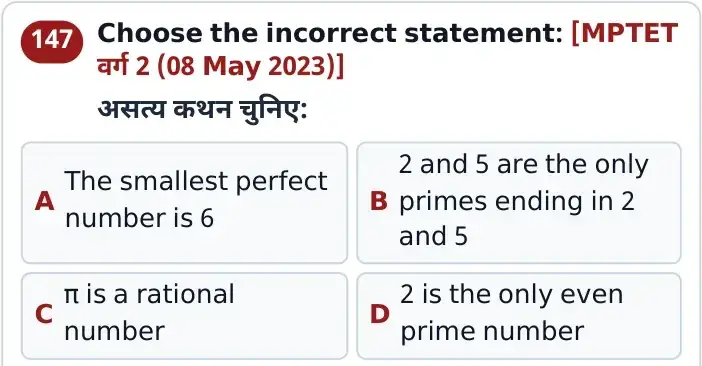 147 Choose the incorrect statement: [MPTET
वर्ग 2 (08 May 2023)]
असत्य कथन चुनिए:
A The smallest perfect
number is 6
B 2 and 5 are the only
primes ending in 2
and 5
C π is a rational
number
D 2 is the only even
prime number